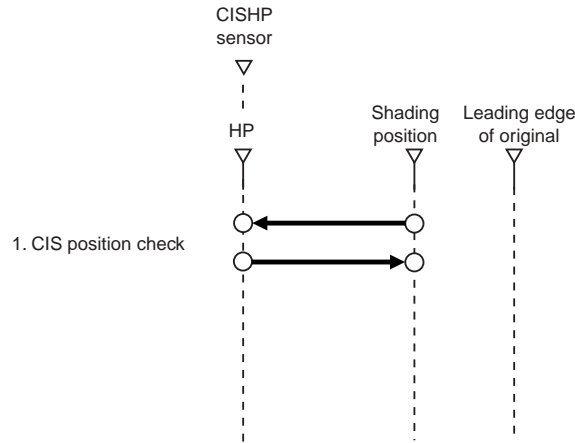 CISHP
sensor
HP
Shading
position
Leading edge
of original
1. CIS position check